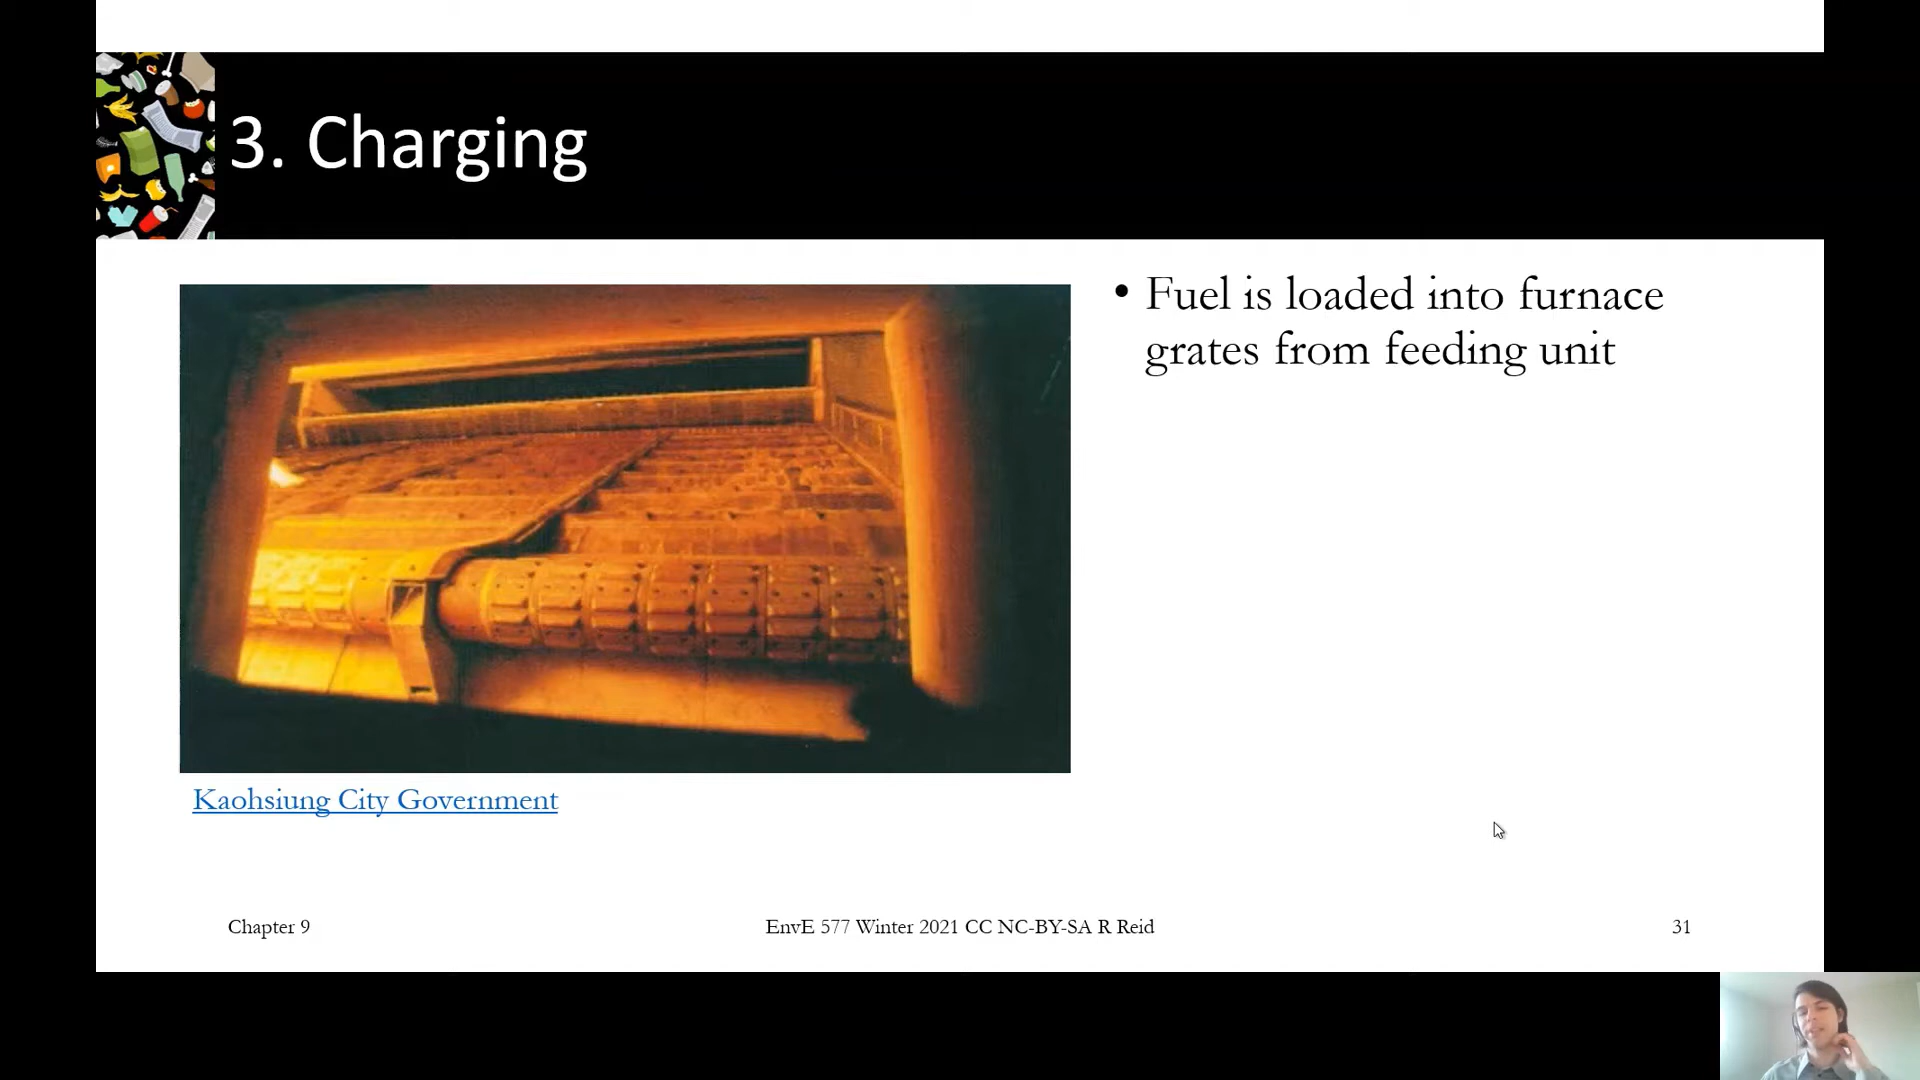 3. Charging
• Fuel is loaded into furnace
grates from feeding unit
Kaohsiung City Government
Chapter 9
EnvE 577 Winter 2021 CC NC-BY-SA R Reid
31